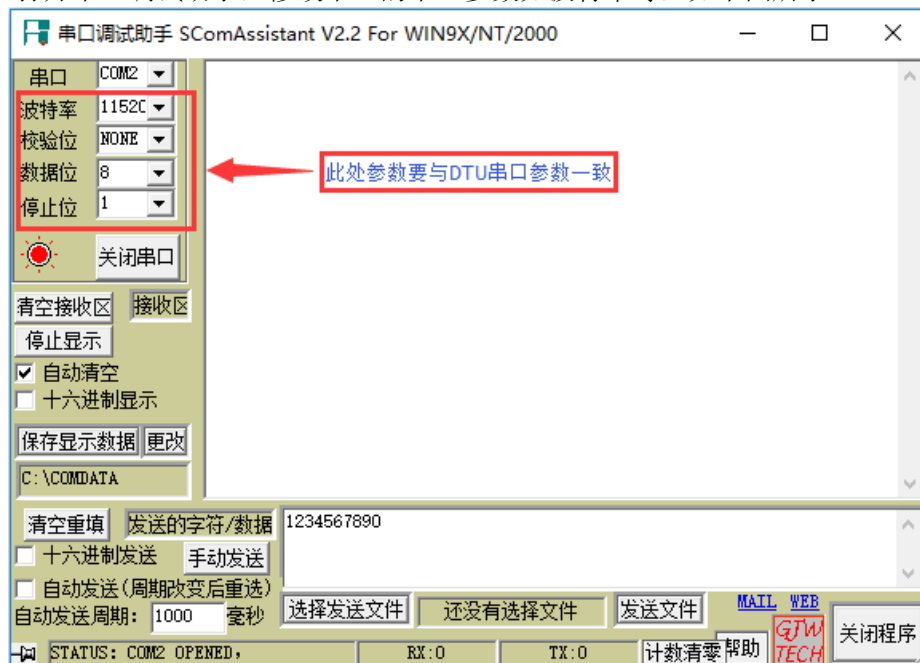 串口调试助手 SComAssistant V2.2 For WIN9X/NT/2000
串口 COM2
波特率 11520
校验位 NONE
数据位 8
停止位 1
此处参数要与DTU串口参数一致
关闭串口
清空接收区 接收区
停止显示
自动清空
十六进制显示
保存显示数据 更改
C:\COMDATA
清空重填 发送的字符/数据 1234567890
十六进制发送 手动发送
自动发送(周期改变后重选)
自动发送周期: 1000 毫秒 选择发送文件 还没有选择文件 发送文件 MAIL WEB
GJW TECH 关闭程序
STATUS: COM2 OPENED, RX:0 TX:0 计数清零 帮助